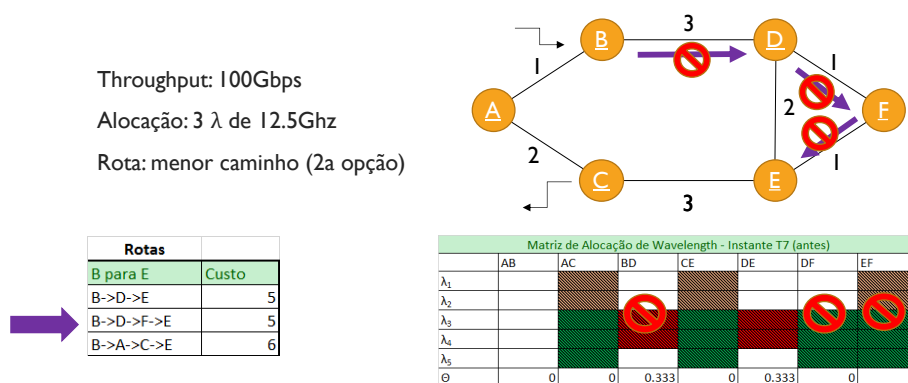 Throughput: 100Gbps
Alocação: 3 λ de 12.5Ghz
Rota: menor caminho (2a opção)
B
3
D
1
1
A
2
F
2
1
C
3
E
Rotas
B para E Custo
B->D->E 5
B->D->F->E 5
B->A->C->E 6
Matriz de Alocação de Wavelength - Instante T7 (antes)
AB AC BD CE DE DF EF
λ1
λ2
λ3
λ4
λ5
Θ 0 0 0.333 0 0.333 0